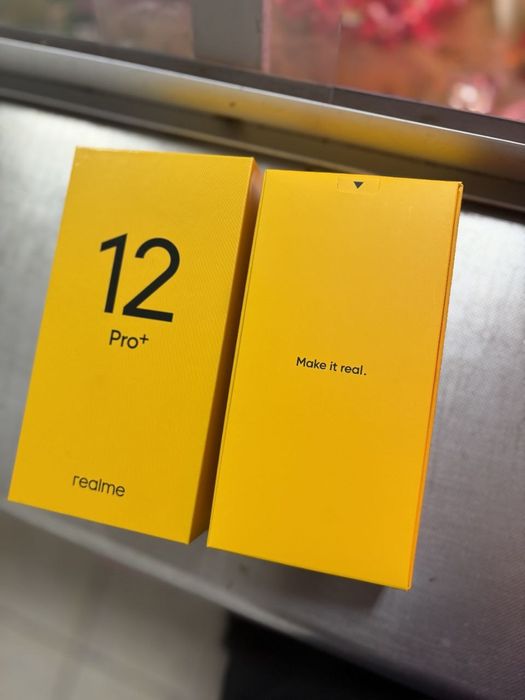 12
Pro+
realme
Make it real.